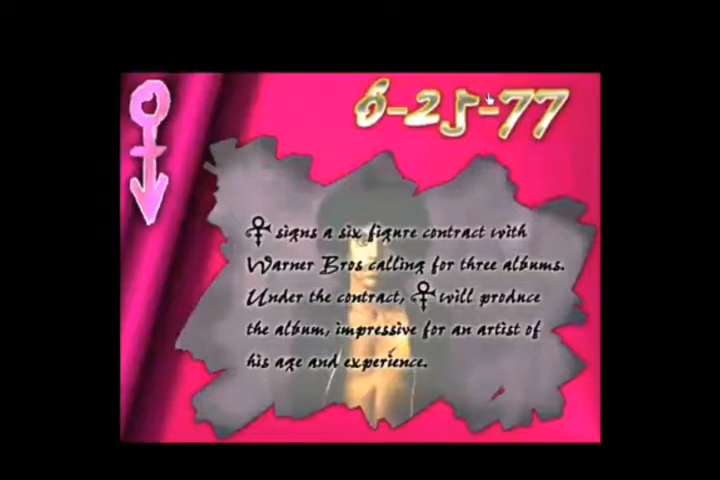 6-25-77
signs a six figure contract with
Warner Bros calling for three albums.
Under the contract, will produce
the album, impressive for an artist of
his age and experience.